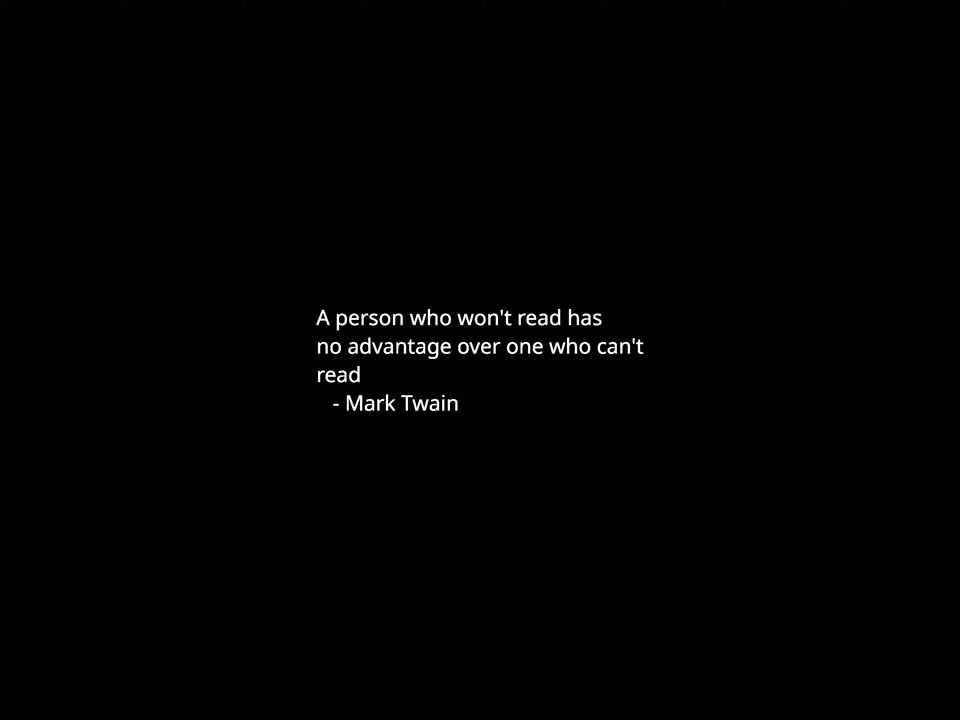 A person who won't read has
no advantage over one who can't
read
- Mark Twain